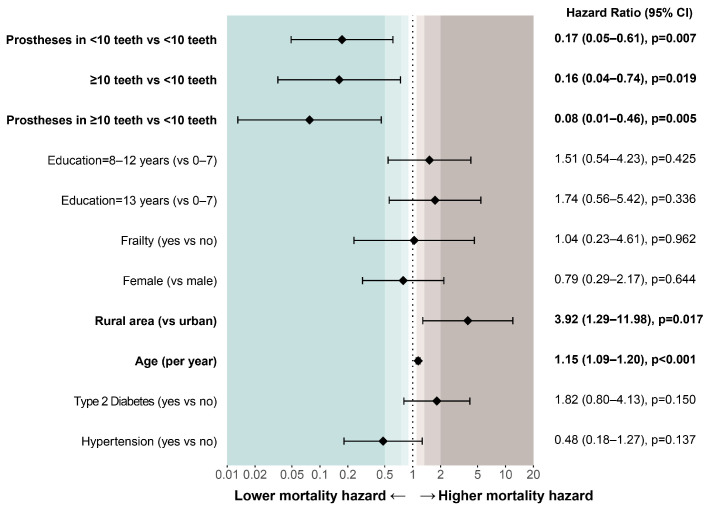 Hazard Ratio (95% CI)
Prostheses in <10 teeth vs <10 teeth 0.17 (0.05–0.61), p=0.007
≥10 teeth vs <10 teeth 0.16 (0.04–0.74), p=0.019
Prostheses in ≥10 teeth vs <10 teeth 0.08 (0.01–0.46), p=0.005
Education=8–12 years (vs 0–7) 1.51 (0.54–4.23), p=0.425
Education=13 years (vs 0–7) 1.74 (0.56–5.42), p=0.336
Frailty (yes vs no) 1.04 (0.23–4.61), p=0.962
Female (vs male) 0.79 (0.29–2.17), p=0.644
Rural area (vs urban) 3.92 (1.29–11.98), p=0.017
Age (per year) 1.15 (1.09–1.20), p<0.001
Type 2 Diabetes (yes vs no) 1.82 (0.80–4.13), p=0.150
Hypertension (yes vs no) 0.48 (0.18–1.27), p=0.137
0.01 0.02 0.05 0.1 0.2 0.5 1 2 5 10 20
Lower mortality hazard ← → Higher mortality hazard